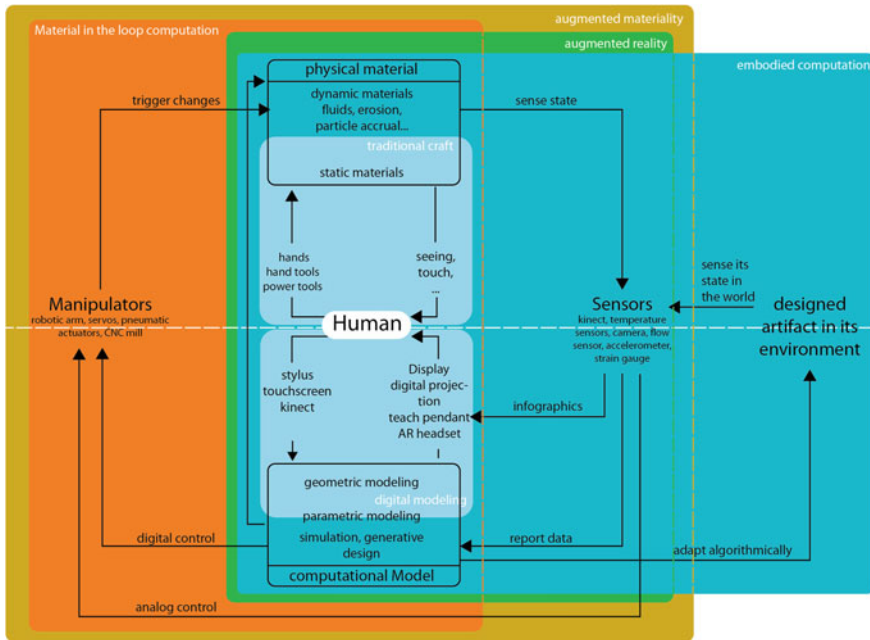 augmented materiality
Material in the loop computation
augmented reality
physical material
embodied computation
dynamic materials
fluids, erosion,
particle accrual...
trigger changes
sense state
traditional craft
static materials
hands
hand tools
power tools
seeing,
touch,
...
sense its
state in
the world
Manipulators
robotic arm, servos, pneumatic
actuators, CNC mill
Human
Sensors
kinect, temperature
sensors, camera, flow
sensor, accelerometer,
strain gauge
designed
artifact in its
environment
stylus
touchscreen
kinect
Display
digital projec-
tion
teach pendant
AR headset
infographics
geometric modeling
digital modeling
parametric modeling
simulation, generative
design
computational Model
digital control
report data
adapt algorithmically
analog control